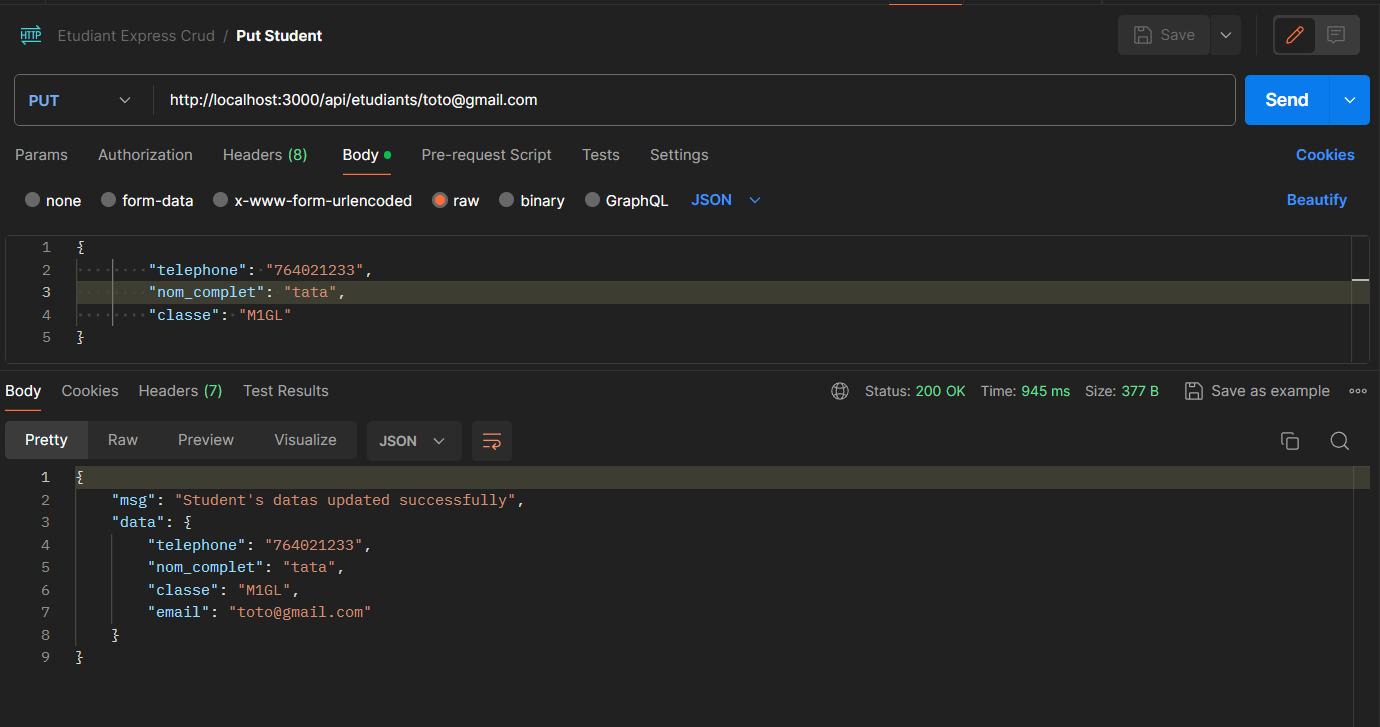 HTTP Etudiant Express Crud / Put Student Save
PUT http://localhost:3000/api/etudiants/toto@gmail.com Send
Params Authorization Headers (8) Body Pre-request Script Tests Settings Cookies
none form-data x-www-form-urlencoded raw binary GraphQL JSON Beautify
1 {
2 "telephone": "764021233",
3 "nom_complet": "tata",
4 "classe": "M1GL"
5 }
Body Cookies Headers (7) Test Results Status: 200 OK Time: 945 ms Size: 377 B Save as example
Pretty Raw Preview Visualize JSON
1 {
2 "msg": "Student's datas updated successfully",
3 "data": {
4 "telephone": "764021233",
5 "nom_complet": "tata",
6 "classe": "M1GL",
7 "email": "toto@gmail.com"
8 }
9 }